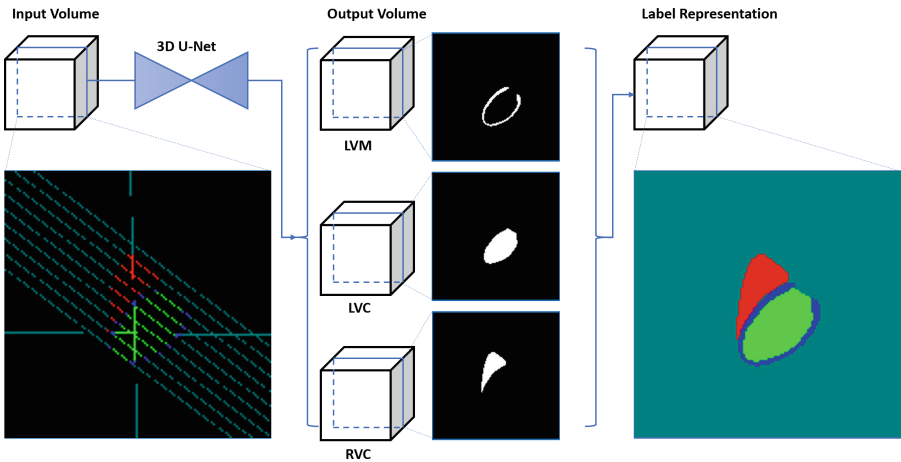 Input Volume
Output Volume
Label Representation
3D U-Net
LVM
LVC
RVC